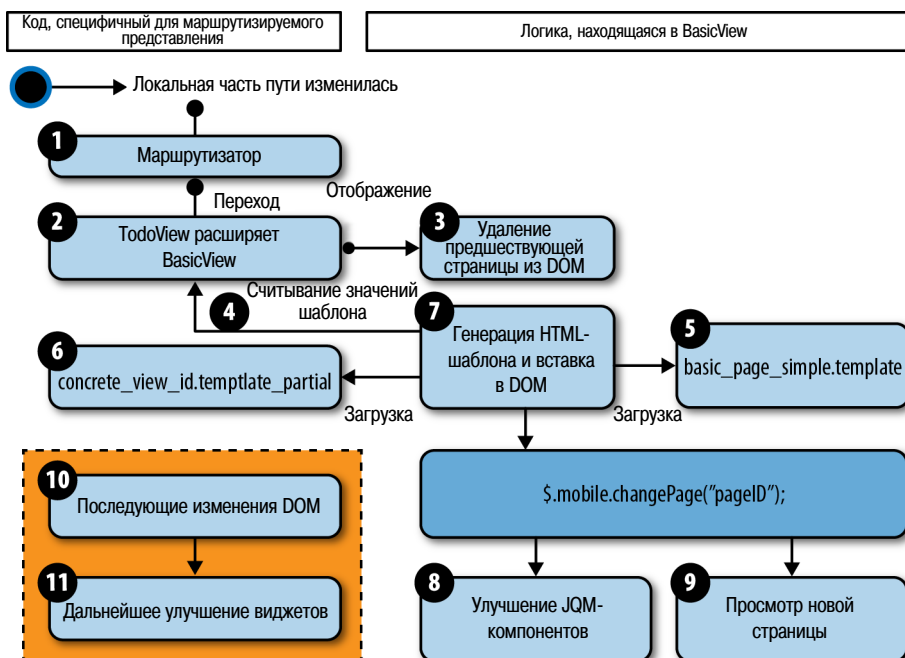 Код, специфичный для маршрутизируемого
представления
Логика, находящаяся в BasicView
Локальная часть пути изменилась
1
Маршрутизатор
Переход
Отображение
2
TodoView расширяет
BasicView
3
Удаление
предшествующей
страницы из DOM
4
Считывание значений
шаблона
7
Генерация HTML-
шаблона и вставка
в DOM
5
basic_page_simple.template
6
concrete_view_id.temptlate_partial
Загрузка
Загрузка
10
Последующие изменения DOM
$.mobile.changePage("pageID");
11
Дальнейшее улучшение виджетов
8
Улучшение JQM-
компонентов
9
Просмотр новой
страницы